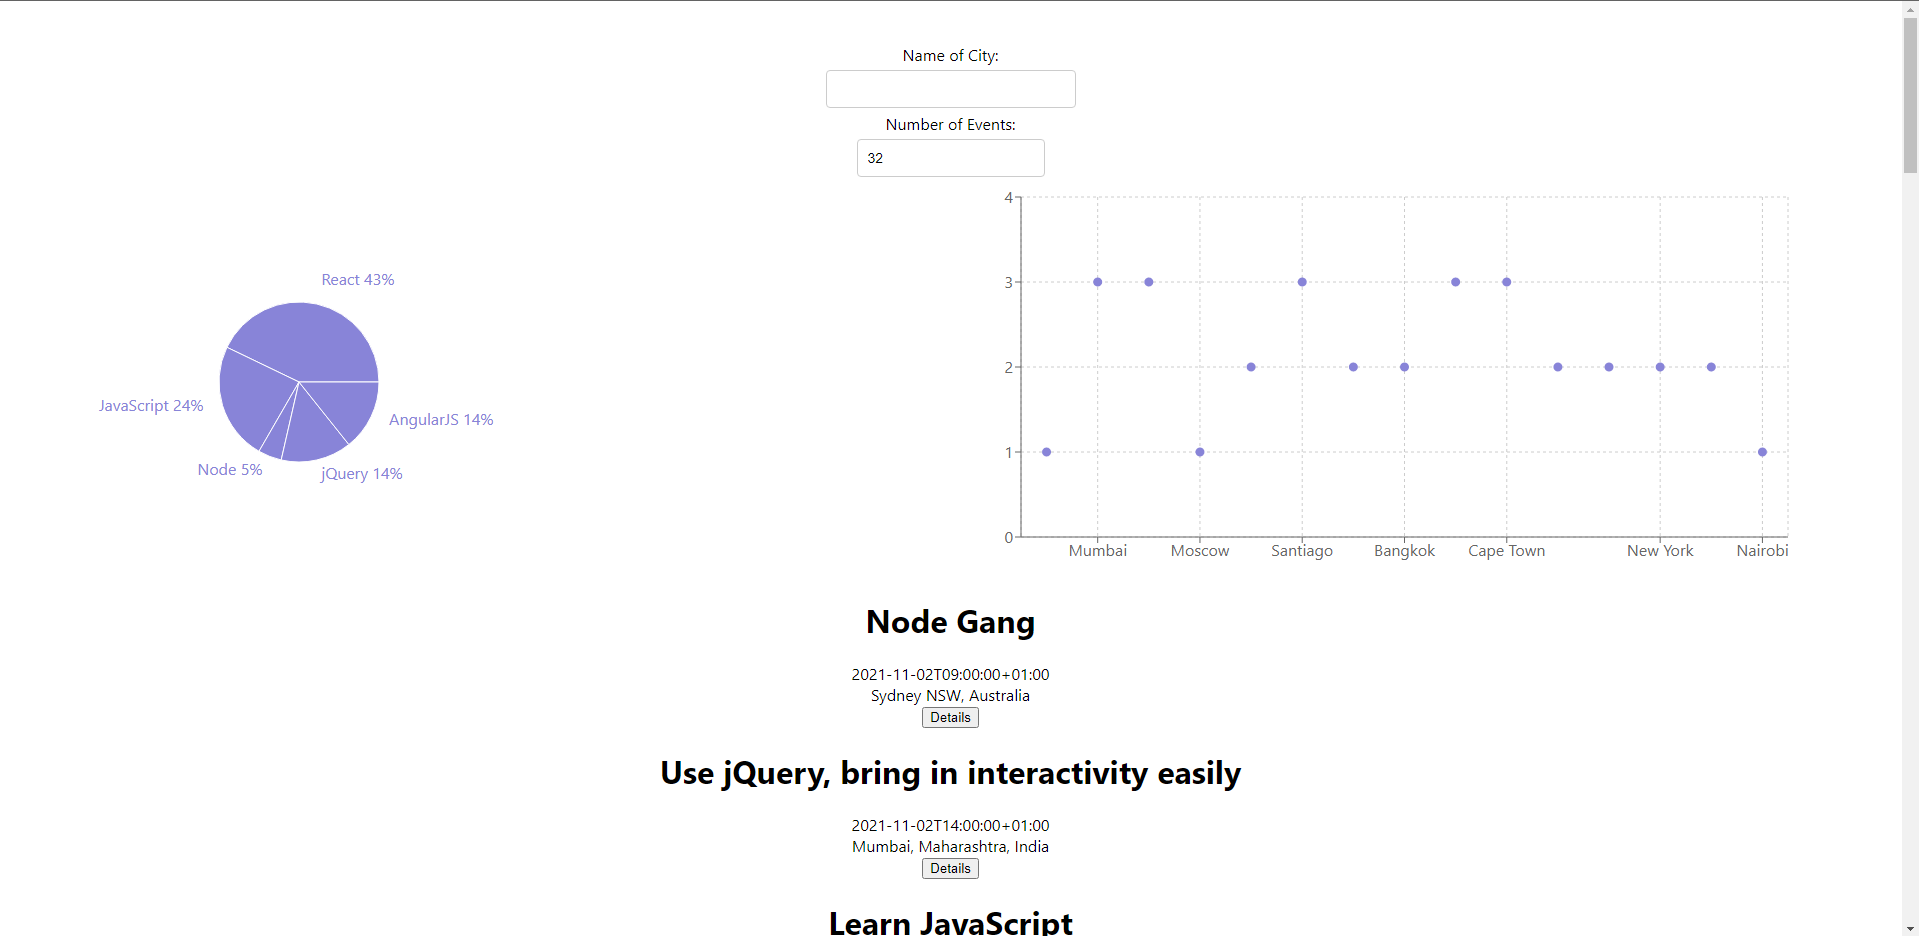 Name of City:
Number of Events:
32
React 43%
JavaScript 24%
AngularJS 14%
Node 5%
jQuery 14%
4
3
2
1
0
Mumbai Moscow Santiago Bangkok Cape Town New York Nairobi
Node Gang
2021-11-02T09:00:00+01:00
Sydney NSW, Australia
Details
Use jQuery, bring in interactivity easily
2021-11-02T14:00:00+01:00
Mumbai, Maharashtra, India
Details
Learn JavaScript